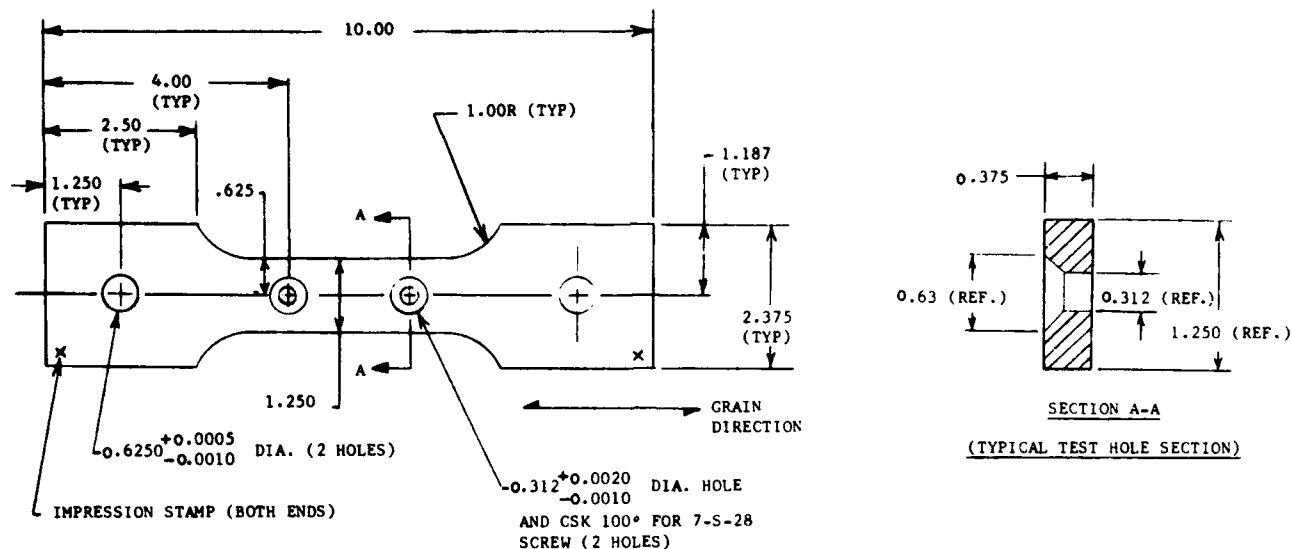 10.00
4.00
(TYP)
1.00R (TYP)
2.50
(TYP)
1.187
(TYP)
1.250
(TYP)
.625
0.375
A
0.63 (REF.)
0.312 (REF.)
2.375
(TYP)
1.250 (REF.)
A
1.250
GRAIN
DIRECTION
SECTION A-A
(TYPICAL TEST HOLE SECTION)
0.6250 +0.0005
-0.0010 DIA. (2 HOLES)
0.312 +0.0020
-0.0010 DIA. HOLE
AND CSK 100° FOR 7-S-28
SCREW (2 HOLES)
IMPRESSION STAMP (BOTH ENDS)